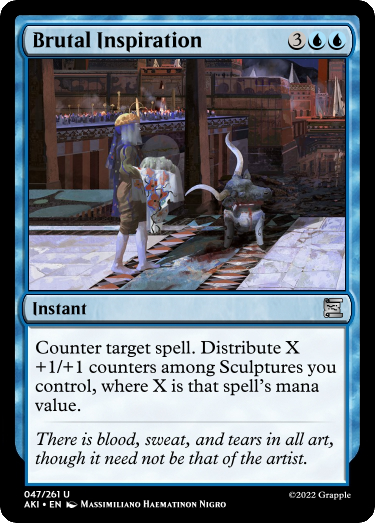 Brutal Inspiration 3
Instant
Counter target spell. Distribute X
+1/+1 counters among Sculptures you
control, where X is that spell's mana
value.
There is blood, sweat, and tears in all art,
though it need not be that of the artist.
047/261 U
©2022 Grapple
AKI • EN Massimiliano Haematinon Nigro